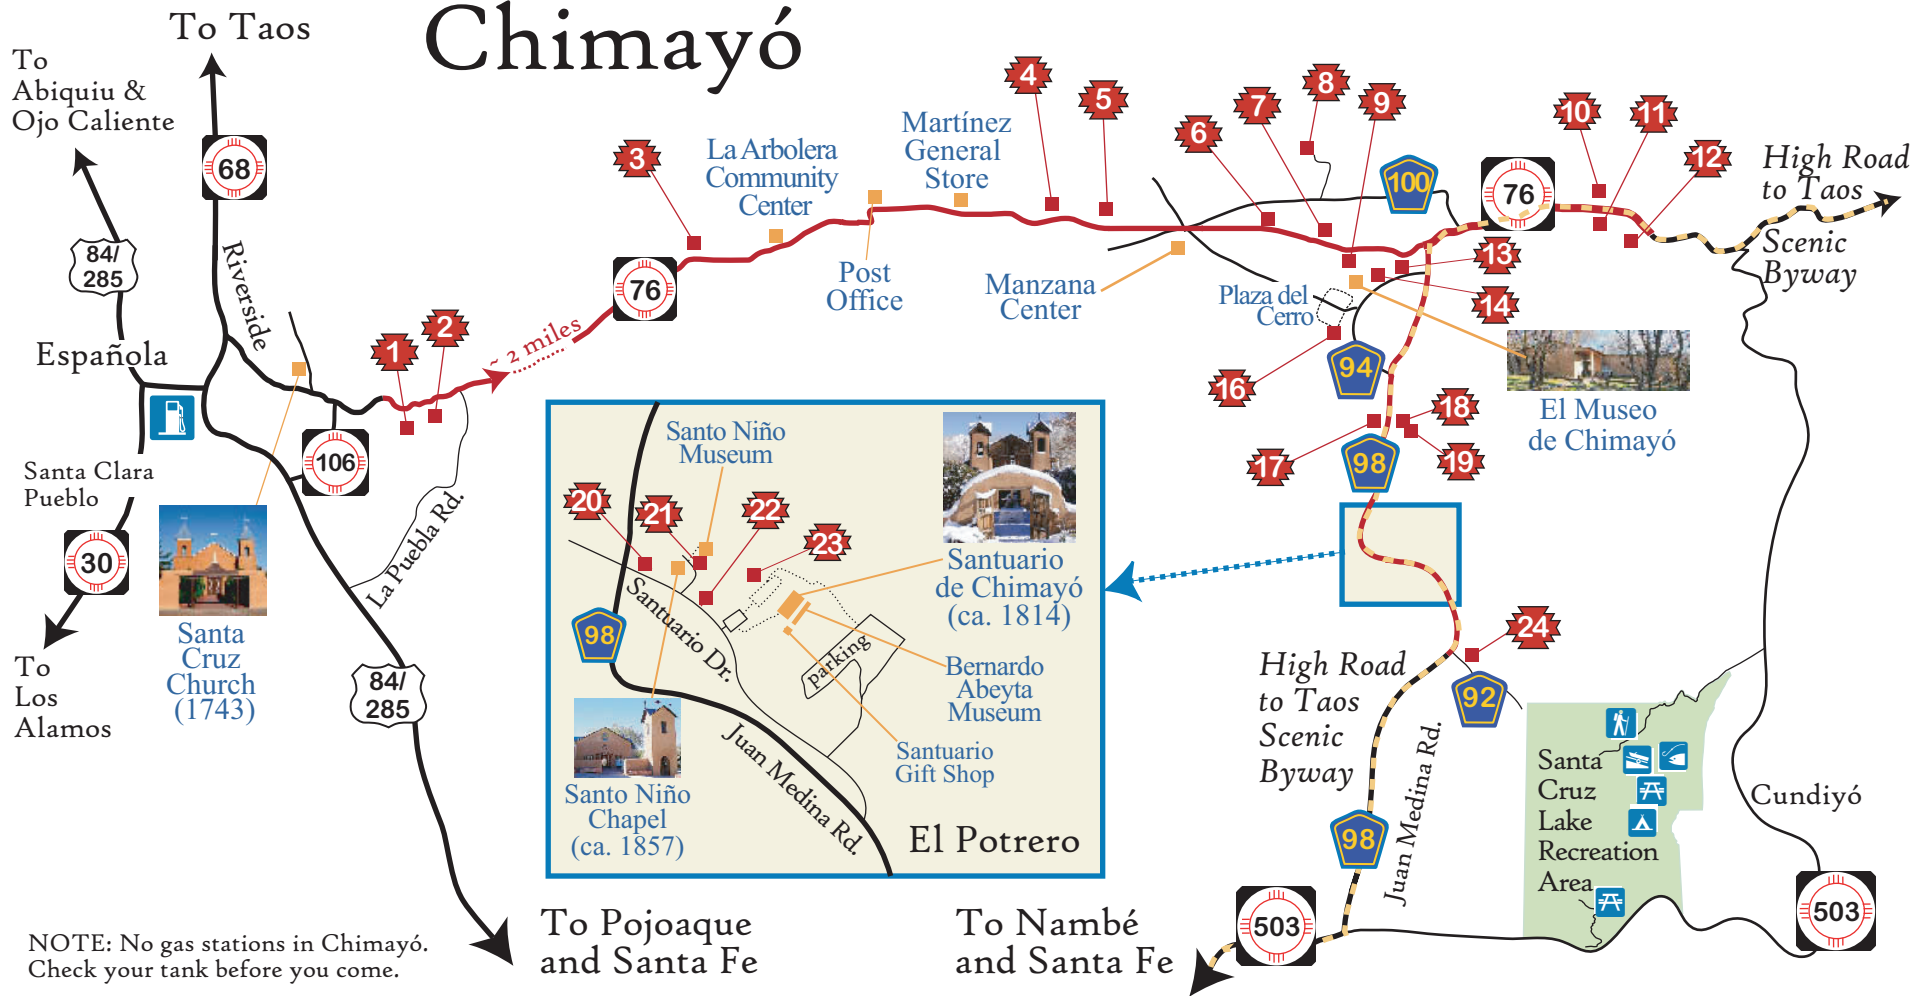 Chimayó
To Taos
To
Abiquiu &
Ojo Caliente
68
84/
285
Riverside
Española
1
2
~ 2 miles
76
3
La Arbolera
Community
Center
Post
Office
Martínez
General
Store
4
5
Manzana
Center
6
7
8
9
100
76
10
11
12
High Road
to Taos
Scenic
Byway
13
14
Plaza del
Cerro
94
16
El Museo
de Chimayó
17
18
19
98
106
Santa Clara
Pueblo
30
To
Los
Alamos
Santa
Cruz
Church
(1743)
La Puebla Rd.
84/
285
Santo Niño
Museum
20
21
22
23
Santuario
de Chimayó
(ca. 1814)
98
Santuario Dr.
parking
Bernardo
Abeyta
Museum
Santuario
Gift Shop
Santo Niño
Chapel
(ca. 1857)
Juan Medina Rd.
El Potrero
24
92
High Road
to Taos
Scenic
Byway
98
Juan Medina Rd.
Santa
Cruz
Lake
Recreation
Area
Cundiyó
503
503
To Pojoaque
and Santa Fe
To Nambé
and Santa Fe
NOTE: No gas stations in Chimayó.
Check your tank before you come.